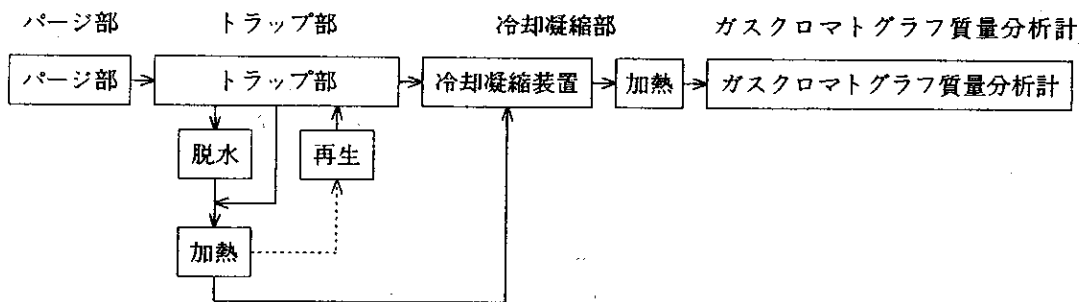 パージ部 トラップ部 冷却凝縮部 ガスクロマトグラフ質量分析計
パージ部 トラップ部 冷却凝縮装置 加熱 ガスクロマトグラフ質量分析計
脱水 再生
加熱